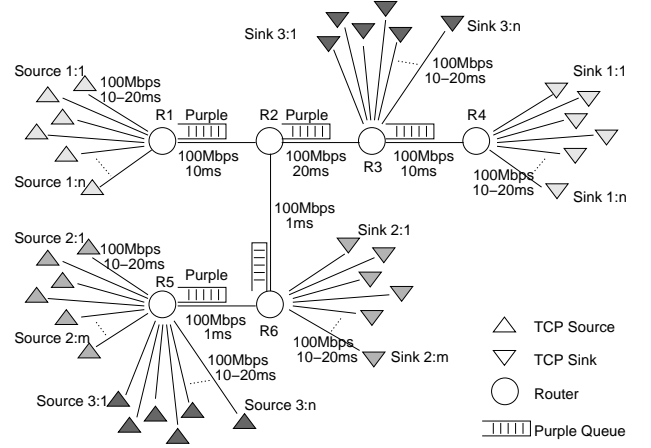 Sink 3:1
Sink 3:n
Source 1:1
100Mbps
10–20ms
100Mbps
10–20ms
Sink 1:1
R1
Purple
R2
Purple
R3
R4
100Mbps
10ms
100Mbps
20ms
100Mbps
10ms
100Mbps
10–20ms
Source 1:n
Sink 1:n
100Mbps
1ms
Source 2:1
100Mbps
10–20ms
Sink 2:1
R5
Purple
R6
100Mbps
1ms
Source 2:m
100Mbps
10–20ms
Sink 2:m
100Mbps
10–20ms
Source 3:1
Source 3:n
TCP Source
TCP Sink
Router
Purple Queue